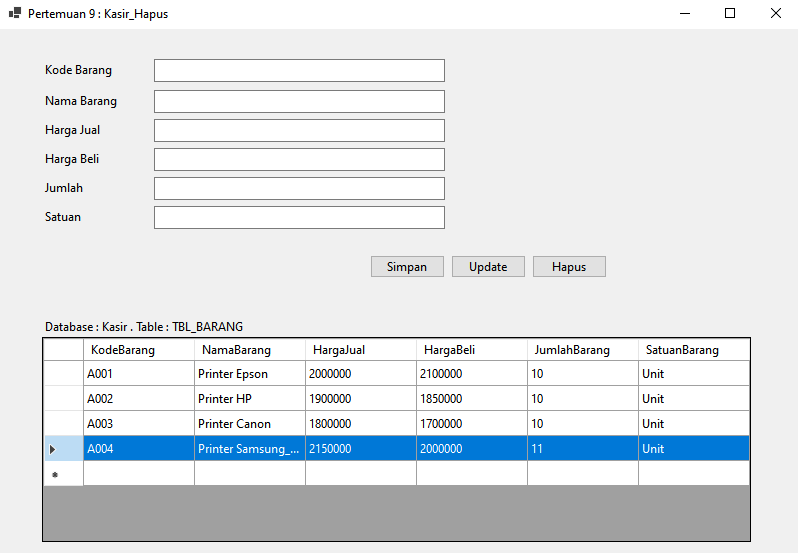 Pertemuan 9 : Kasir_Hapus
Kode Barang
Nama Barang
Harga Jual
Harga Beli
Jumlah
Satuan
Simpan Update Hapus
Database : Kasir . Table : TBL_BARANG
KodeBarang NamaBarang HargaJual HargaBeli JumlahBarang SatuanBarang
A001 Printer Epson 2000000 2100000 10 Unit
A002 Printer HP 1900000 1850000 10 Unit
A003 Printer Canon 1800000 1700000 10 Unit
A004 Printer Samsung_... 2150000 2000000 11 Unit